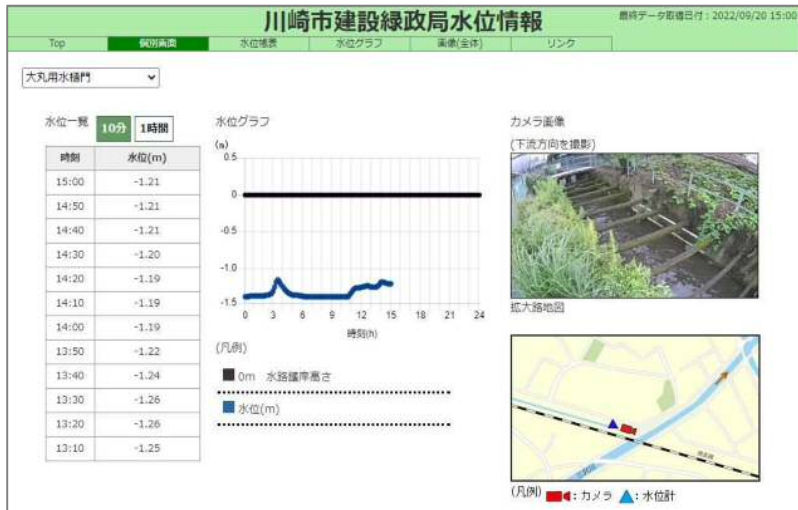 川崎市建設緑政局水位情報
最終データ取得日付：2022/09/20 15:00
Top 個別画面 水位帳表 水位グラフ 画像(全体) リンク
大丸用水樋門
水位一覧 10分 1時間
時刻 水位(m)
15:00 -1.21
14:50 -1.21
14:40 -1.21
14:30 -1.20
14:20 -1.19
14:10 -1.19
14:00 -1.19
13:50 -1.22
13:40 -1.24
13:30 -1.26
13:20 -1.26
13:10 -1.25
水位グラフ
(m)
0.5
0
-0.5
-1.0
-1.5
0 3 6 9 12 15 18 21 24
時刻(h)
(凡例)
0m 水路護岸高さ
水位(m)
カメラ画像
(下流方向を撮影)
拡大路地図
(凡例) ：カメラ ：水位計